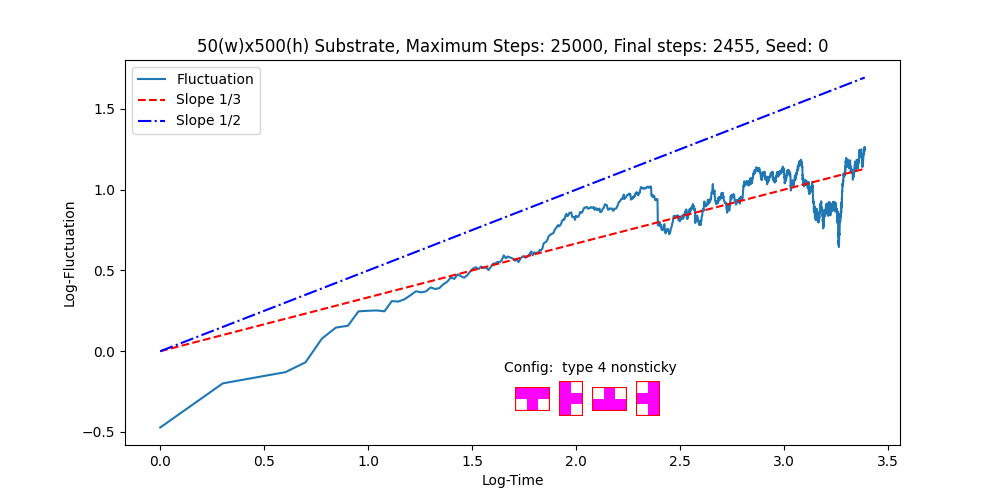 50(w)x500(h) Substrate, Maximum Steps: 25000, Final steps: 2455, Seed: 0
Fluctuation
Slope 1/3
Slope 1/2
1.5
1.0
0.5
0.0
−0.5
Log-Fluctuation
Config:  type 4 nonsticky
0.0 0.5 1.0 1.5 2.0 2.5 3.0 3.5
Log-Time